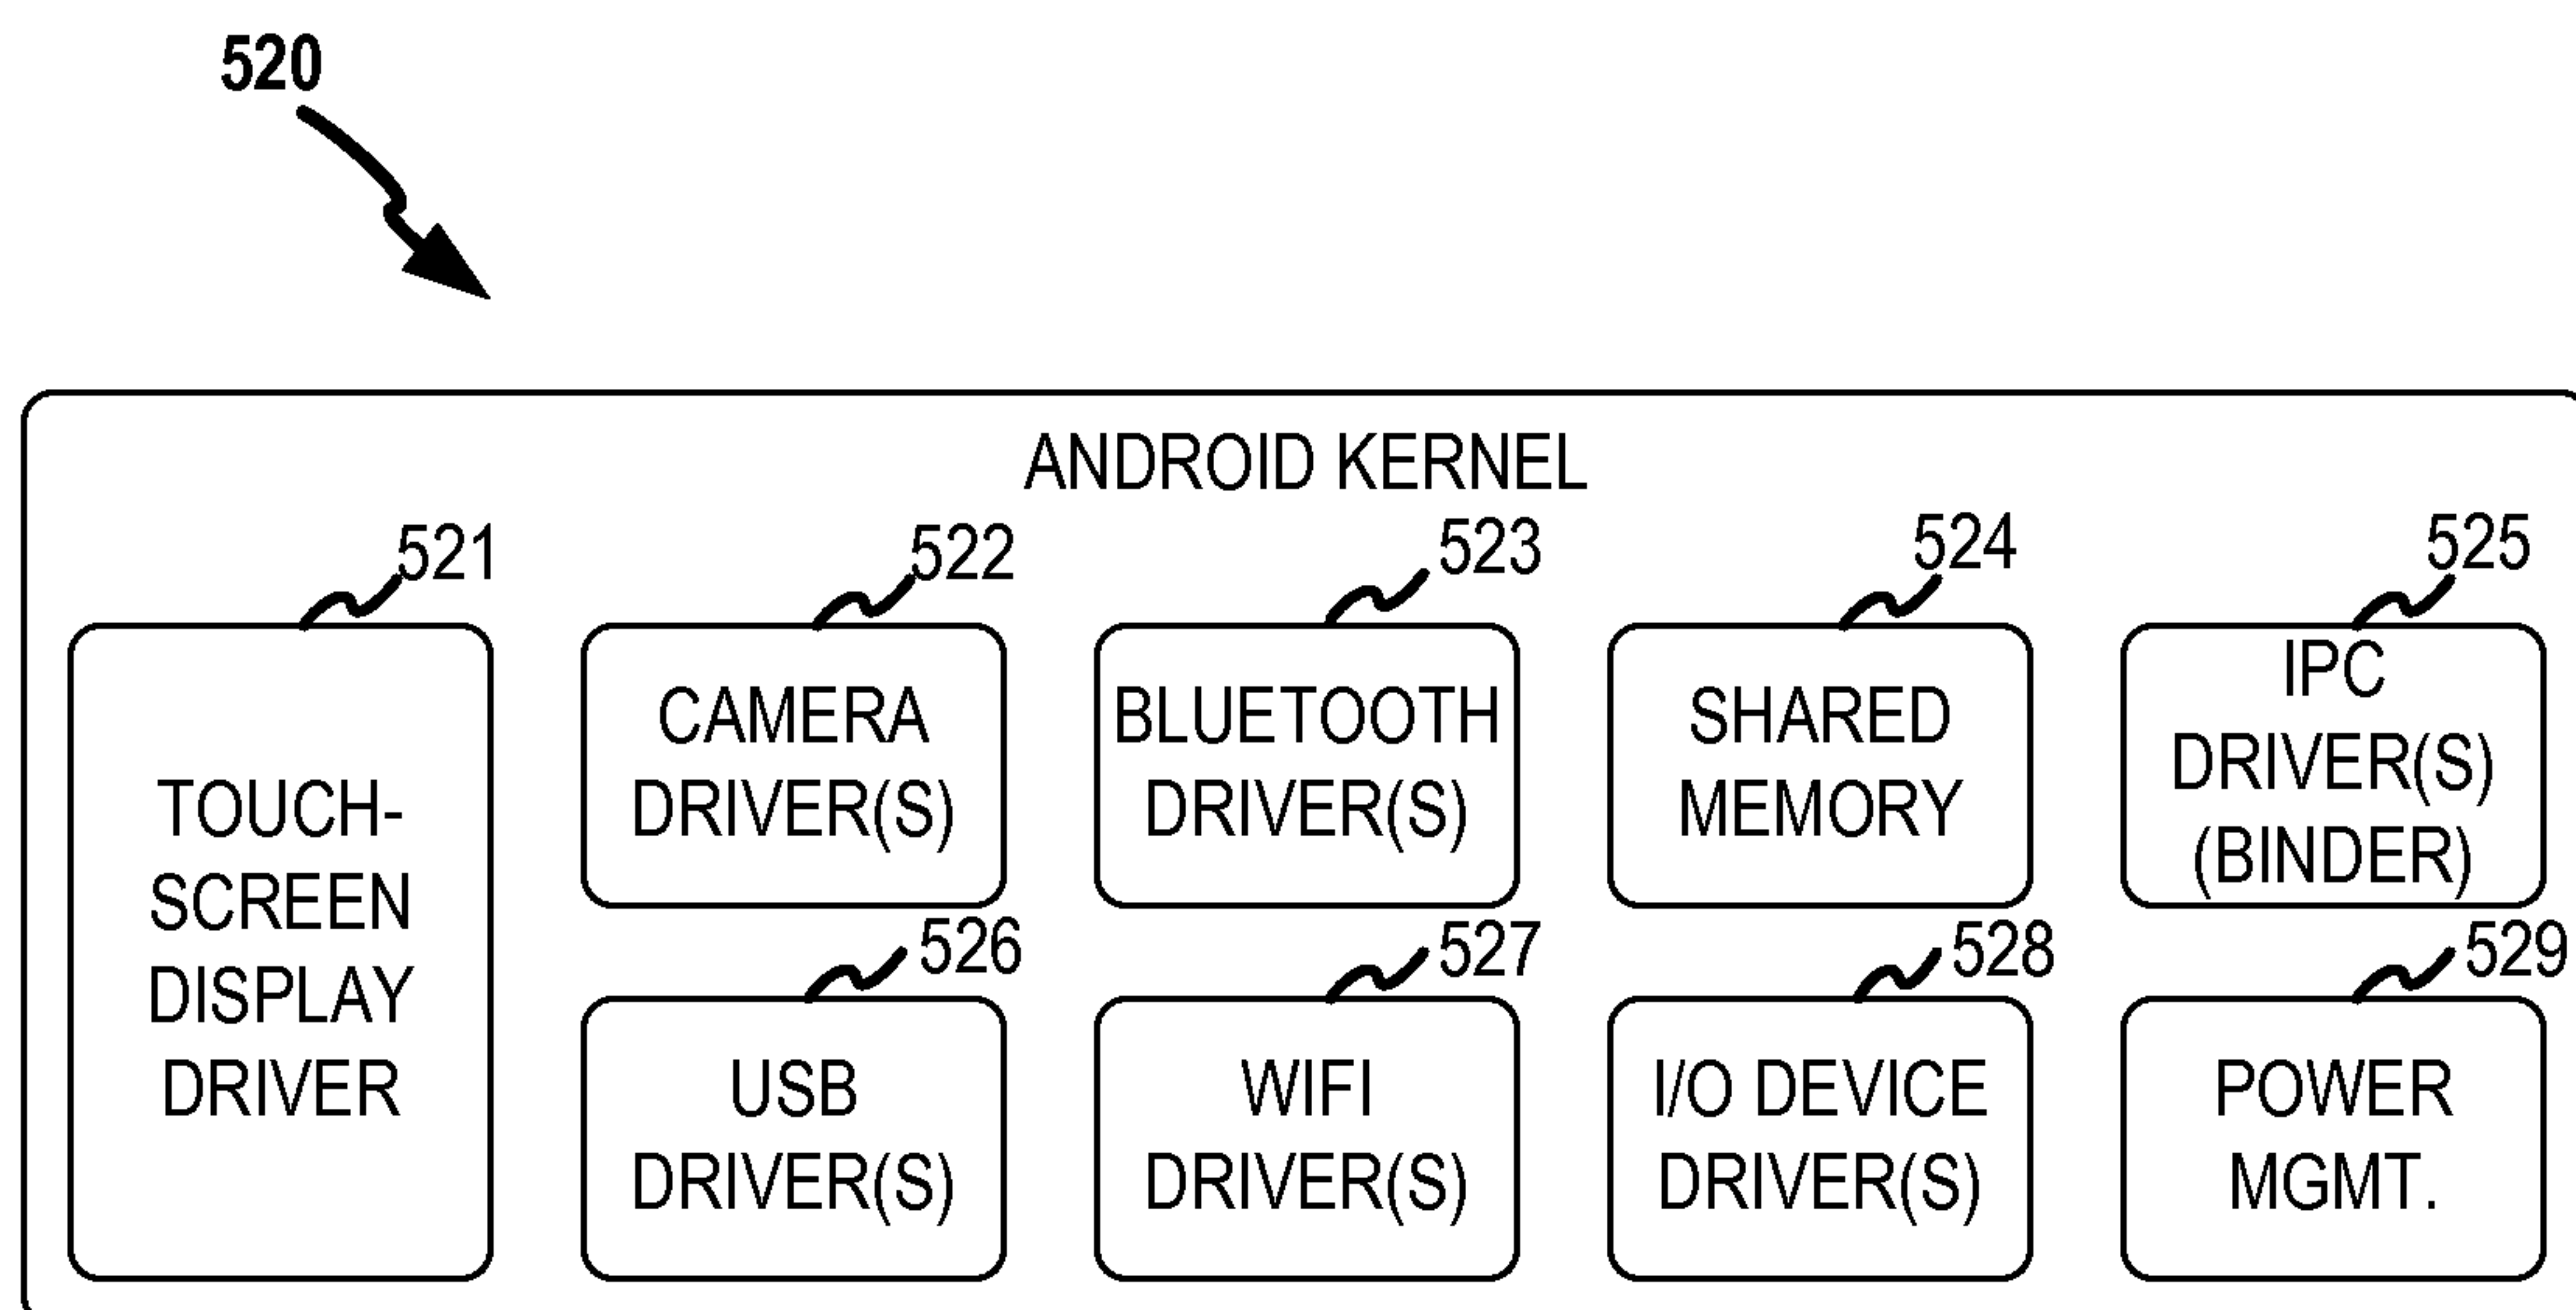 520
ANDROID KERNEL
521
TOUCH-
SCREEN
DISPLAY
DRIVER
522
CAMERA
DRIVER(S)
523
BLUETOOTH
DRIVER(S)
524
SHARED
MEMORY
525
IPC
DRIVER(S)
(BINDER)
526
USB
DRIVER(S)
527
WIFI
DRIVER(S)
528
I/O DEVICE
DRIVER(S)
529
POWER
MGMT.